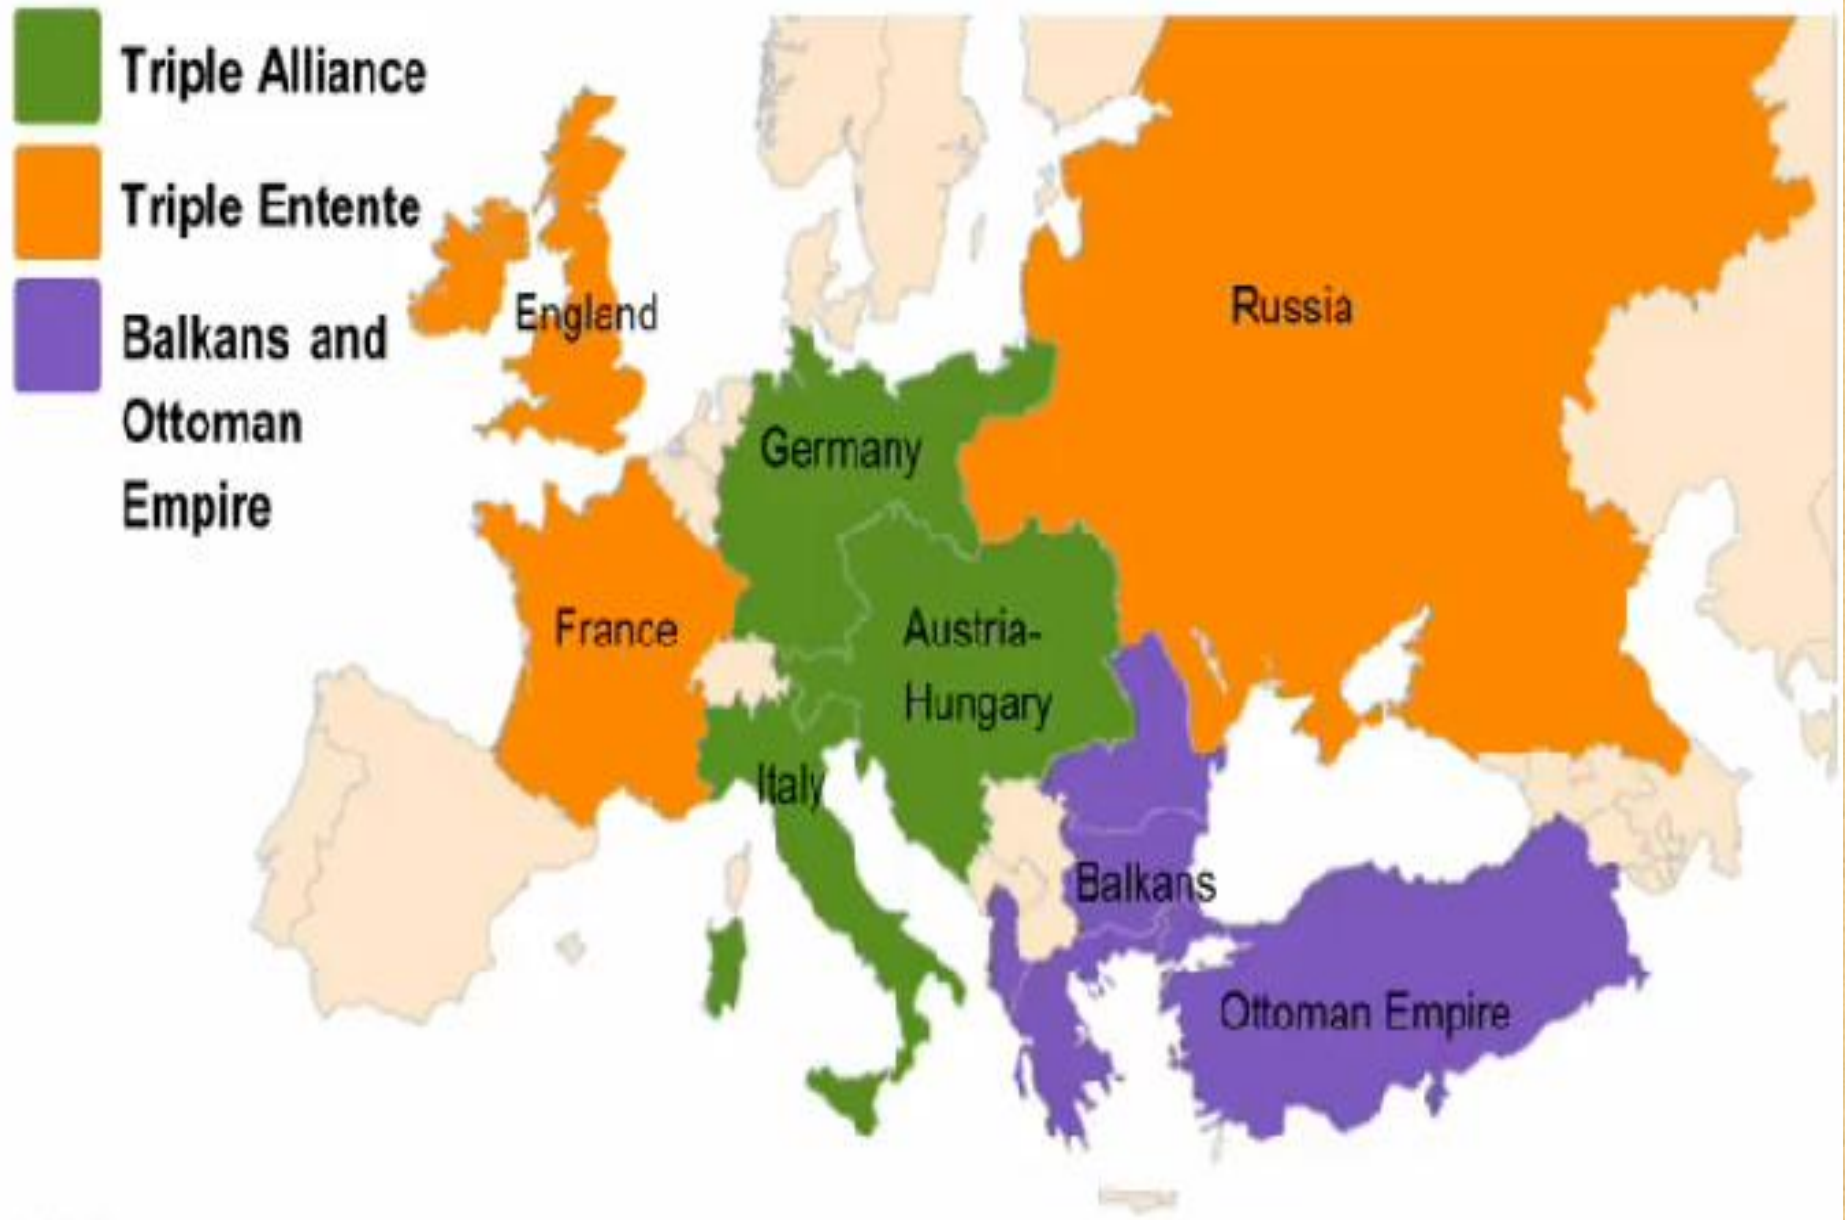 Triple Alliance
Triple Entente
Balkans and
Ottoman
Empire
England
Russia
Germany
France
Austria-
Hungary
Italy
Balkans
Ottoman Empire